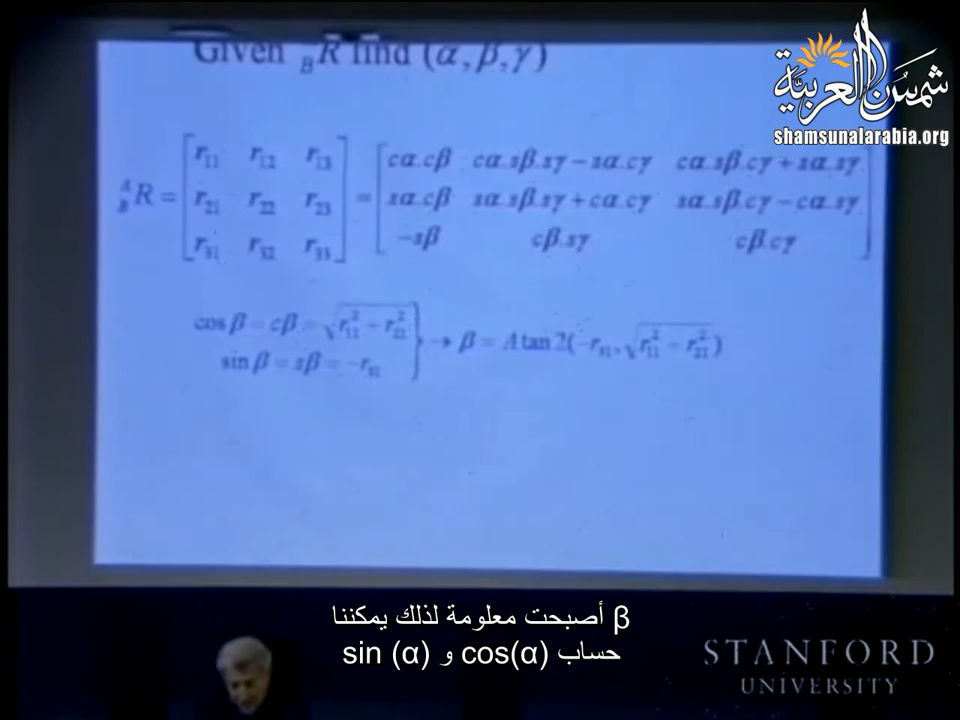 Given ᴬ_B R find (α, β, γ)
شمس العربية
shamsunalarabia.org
ᴬ_B R = [ r₁₁ r₁₂ r₁₃ ] = [ cα.cβ cα.sβ.sγ − sα.cγ cα.sβ.cγ + sα.sγ ]
[ r₂₁ r₂₂ r₂₃ ] [ sα.cβ sα.sβ.sγ + cα.cγ sα.sβ.cγ − cα.sγ ]
[ r₃₁ r₃₂ r₃₃ ] [ −sβ cβ.sγ cβ.cγ ]
cos β = cβ = √(r₁₁² + r₂₁²)
sin β = sβ = −r₃₁ } → β = Atan2(−r₃₁, √(r₁₁² + r₂₁²))
β أصبحت معلومة لذلك يمكننا
حساب cos(α) و sin (α)
STANFORD
UNIVERSITY